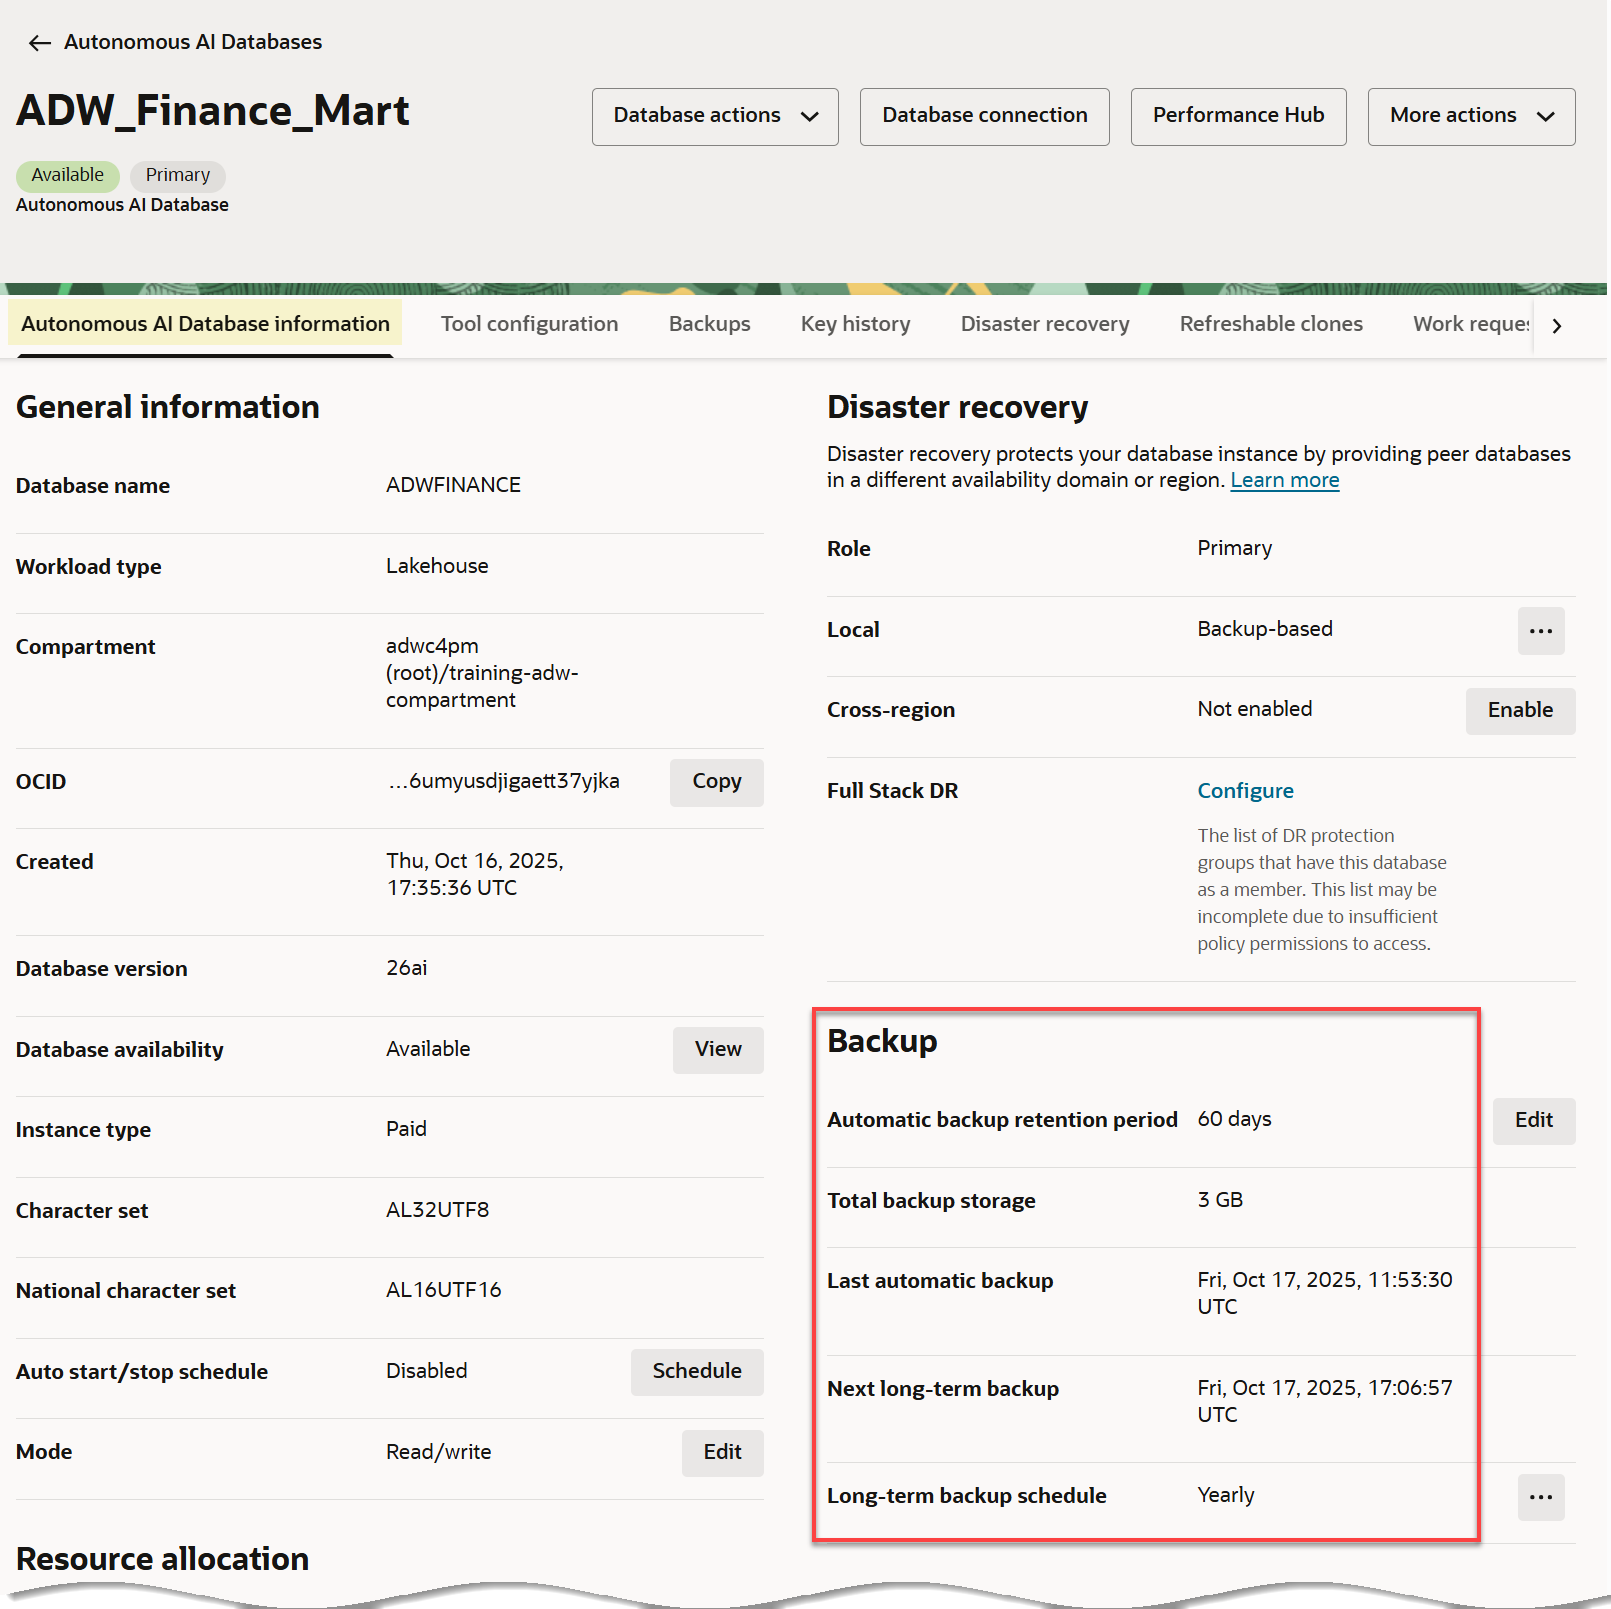 Autonomous AI Databases
ADW_Finance_Mart
Database actions
Database connection
Performance Hub
More actions
Available
Primary
Autonomous AI Database
Autonomous AI Database information
Tool configuration
Backups
Key history
Disaster recovery
Refreshable clones
Work reques
General information
Database name
ADWFINANCE
Workload type
Lakehouse
Compartment
adwc4pm
(root)/training-adw-
compartment
OCID
...6umyusdjigaett37yjka
Copy
Created
Thu, Oct 16, 2025,
17:35:36 UTC
Database version
26ai
Database availability
Available
View
Instance type
Paid
Character set
AL32UTF8
National character set
AL16UTF16
Auto start/stop schedule
Disabled
Schedule
Mode
Read/write
Edit
Resource allocation
Disaster recovery
Disaster recovery protects your database instance by providing peer databases
in a different availability domain or region. Learn more
Role
Primary
Local
Backup-based
...
Cross-region
Not enabled
Enable
Full Stack DR
Configure
The list of DR protection
groups that have this database
as a member. This list may be
incomplete due to insufficient
policy permissions to access.
Backup
Automatic backup retention period
60 days
Edit
Total backup storage
3 GB
Last automatic backup
Fri, Oct 17, 2025, 11:53:30
UTC
Next long-term backup
Fri, Oct 17, 2025, 17:06:57
UTC
Long-term backup schedule
Yearly
...